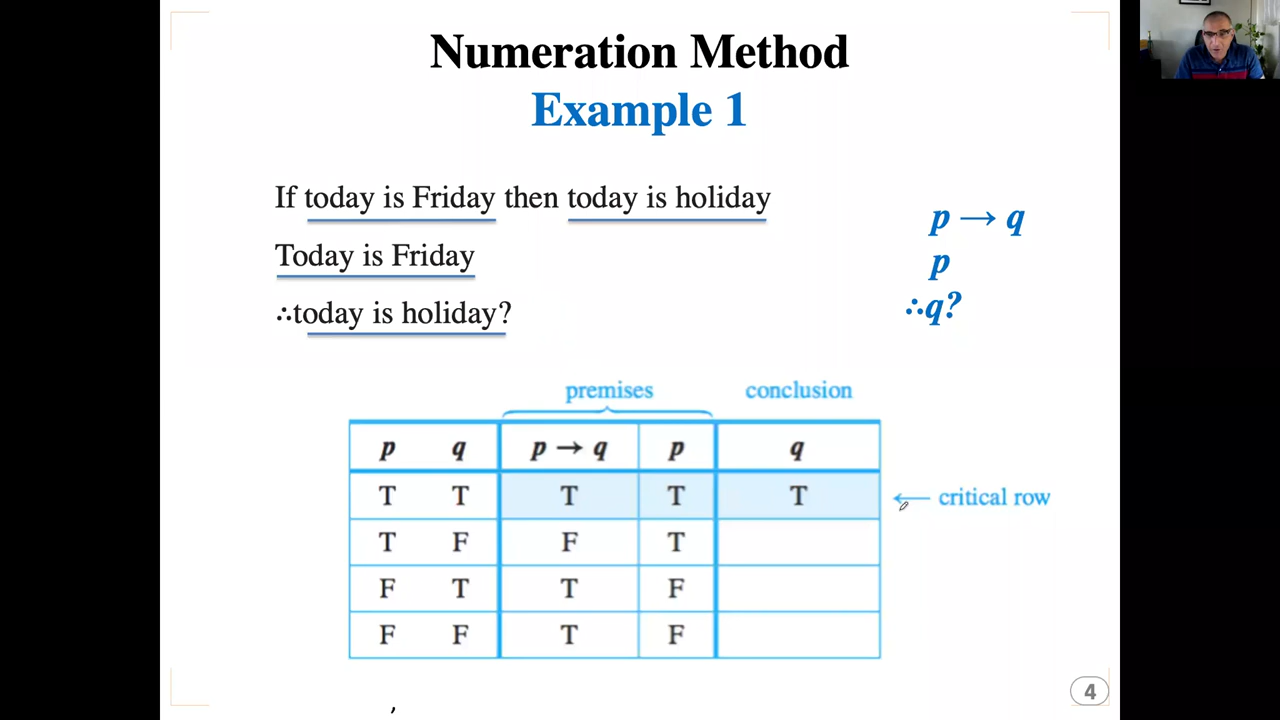 Numeration Method
Example 1
If today is Friday then today is holiday
Today is Friday
∴today is holiday?
p → q
p
∴q?
premises conclusion
p q p → q p q
T T T T T ← critical row
T F F T
F T T F
F F T F
4